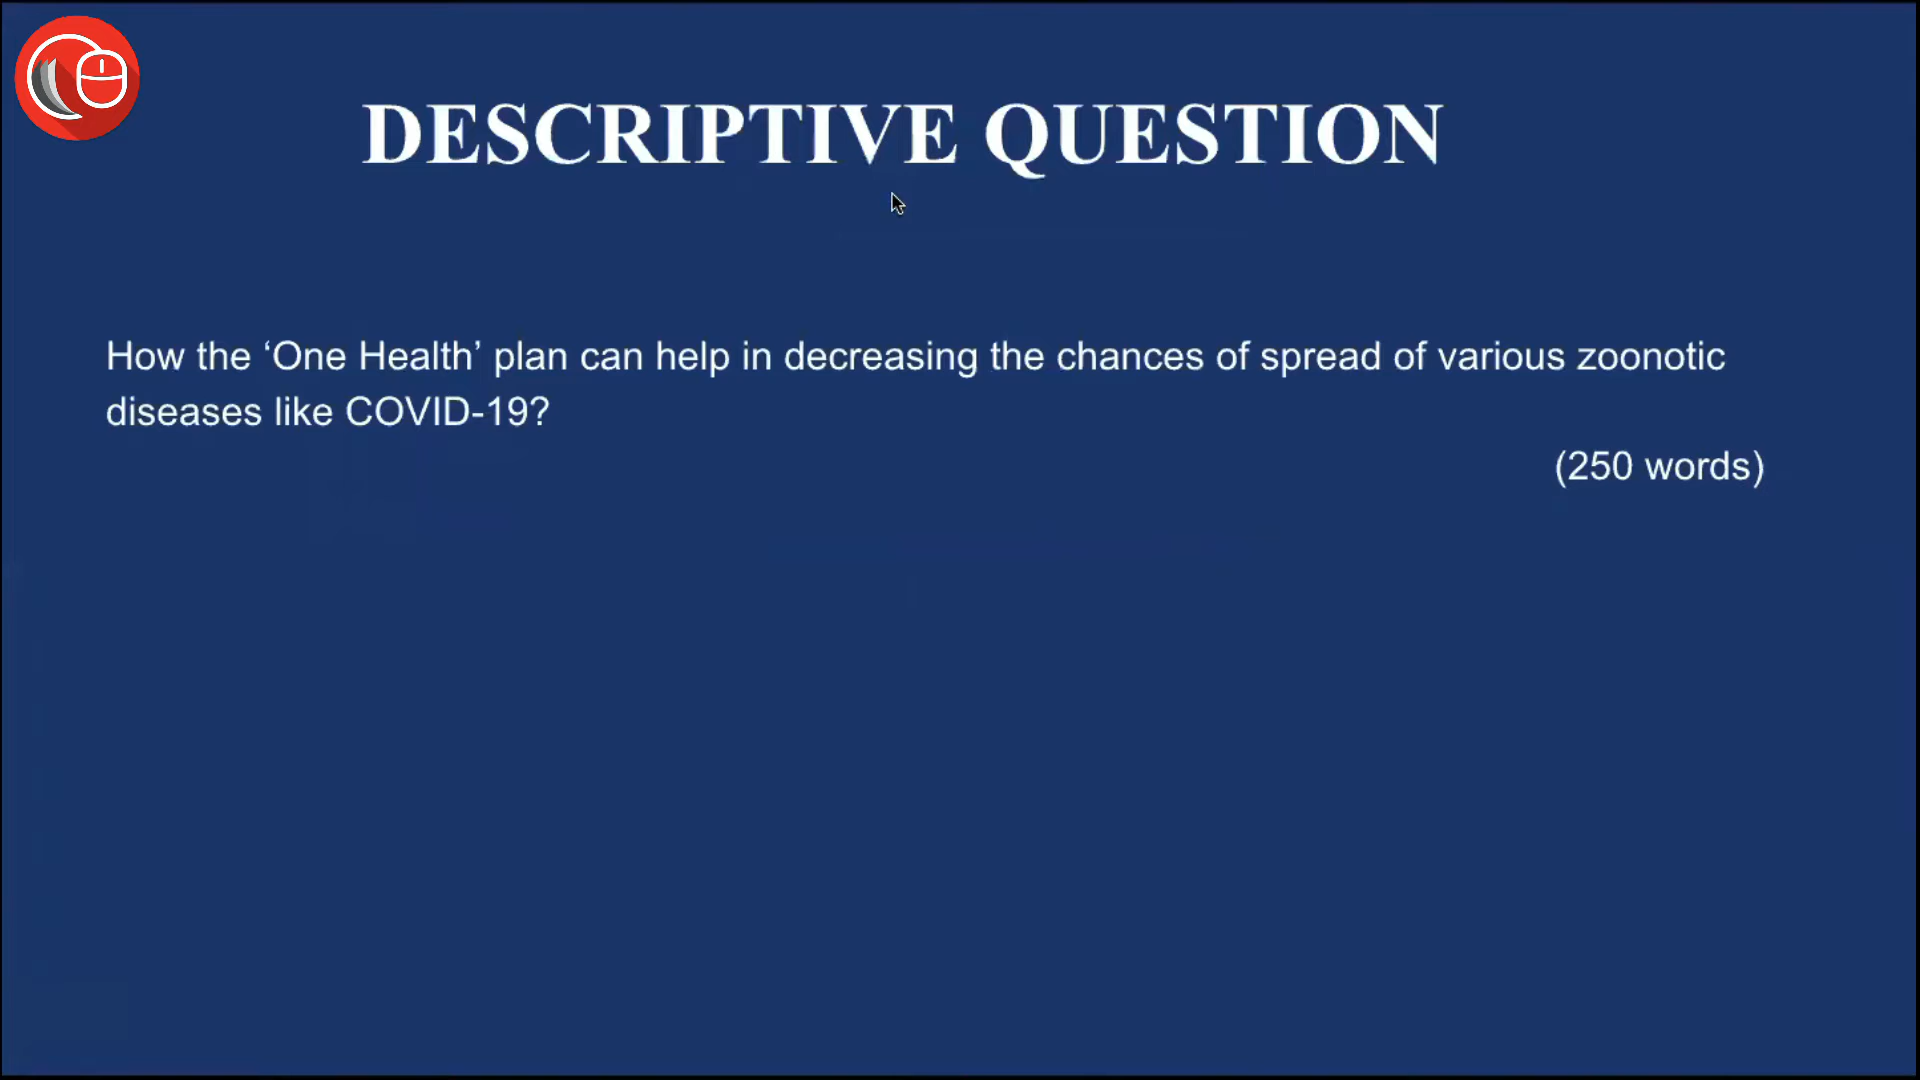 DESCRIPTIVE QUESTION
How the ‘One Health’ plan can help in decreasing the chances of spread of various zoonotic
diseases like COVID-19?
(250 words)